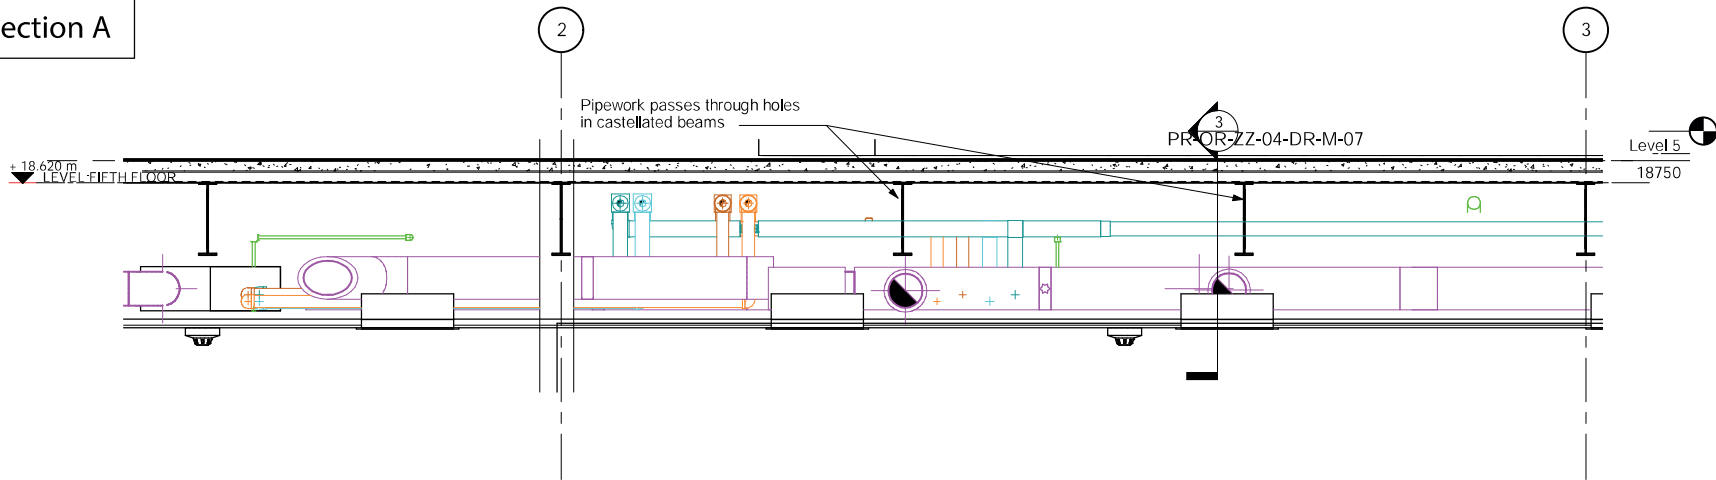 ection A
2
3
Pipework passes through holes
in castellated beams
3
PR-OR-ZZ-04-DR-M-07
Level 5
18750
+ 18.620 m
LEVEL FIFTH FLOOR